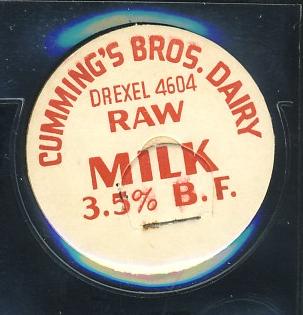 CUMMING'S BROS. DAIRY
DREXEL 4604
RAW
MILK
3.5% B.F.